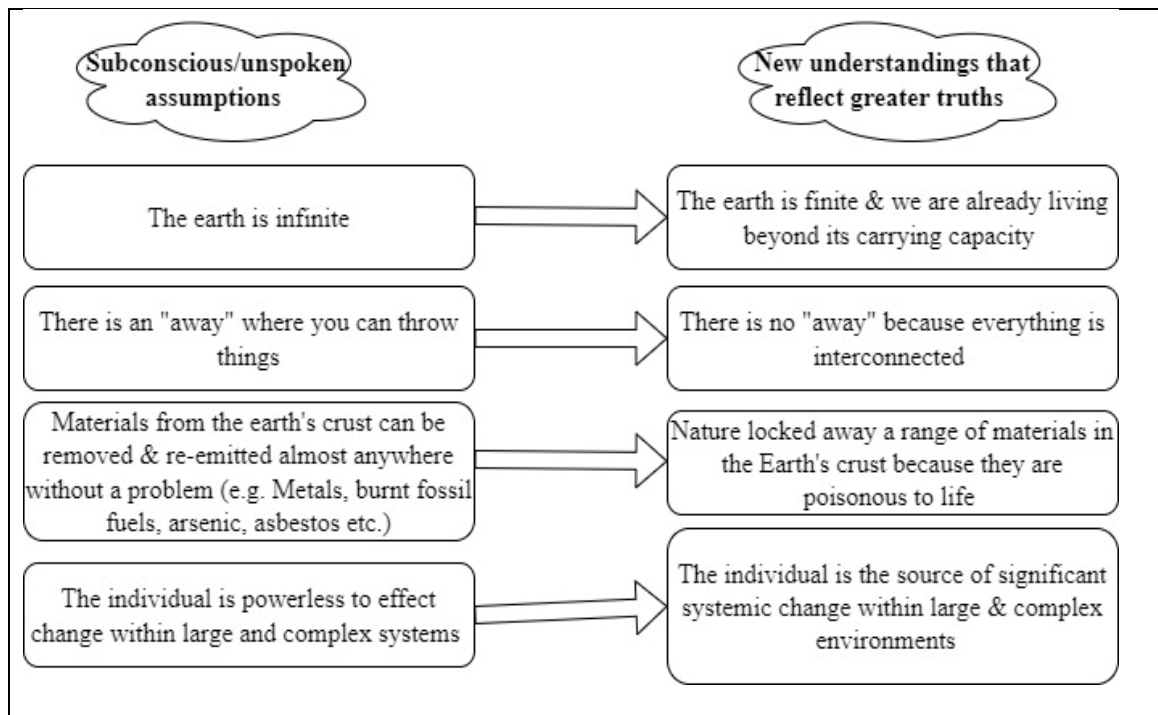 Subconscious/unspoken
assumptions
New understandings that
reflect greater truths
The earth is infinite
The earth is finite & we are already living
beyond its carrying capacity
There is an "away" where you can throw
things
There is no "away" because everything is
interconnected
Materials from the earth's crust can be
removed & re-emitted almost anywhere
without a problem (e.g. Metals, burnt fossil
fuels, arsenic, asbestos etc.)
Nature locked away a range of materials in
the Earth's crust because they are
poisonous to life
The individual is powerless to effect
change within large and complex systems
The individual is the source of significant
systemic change within large & complex
environments